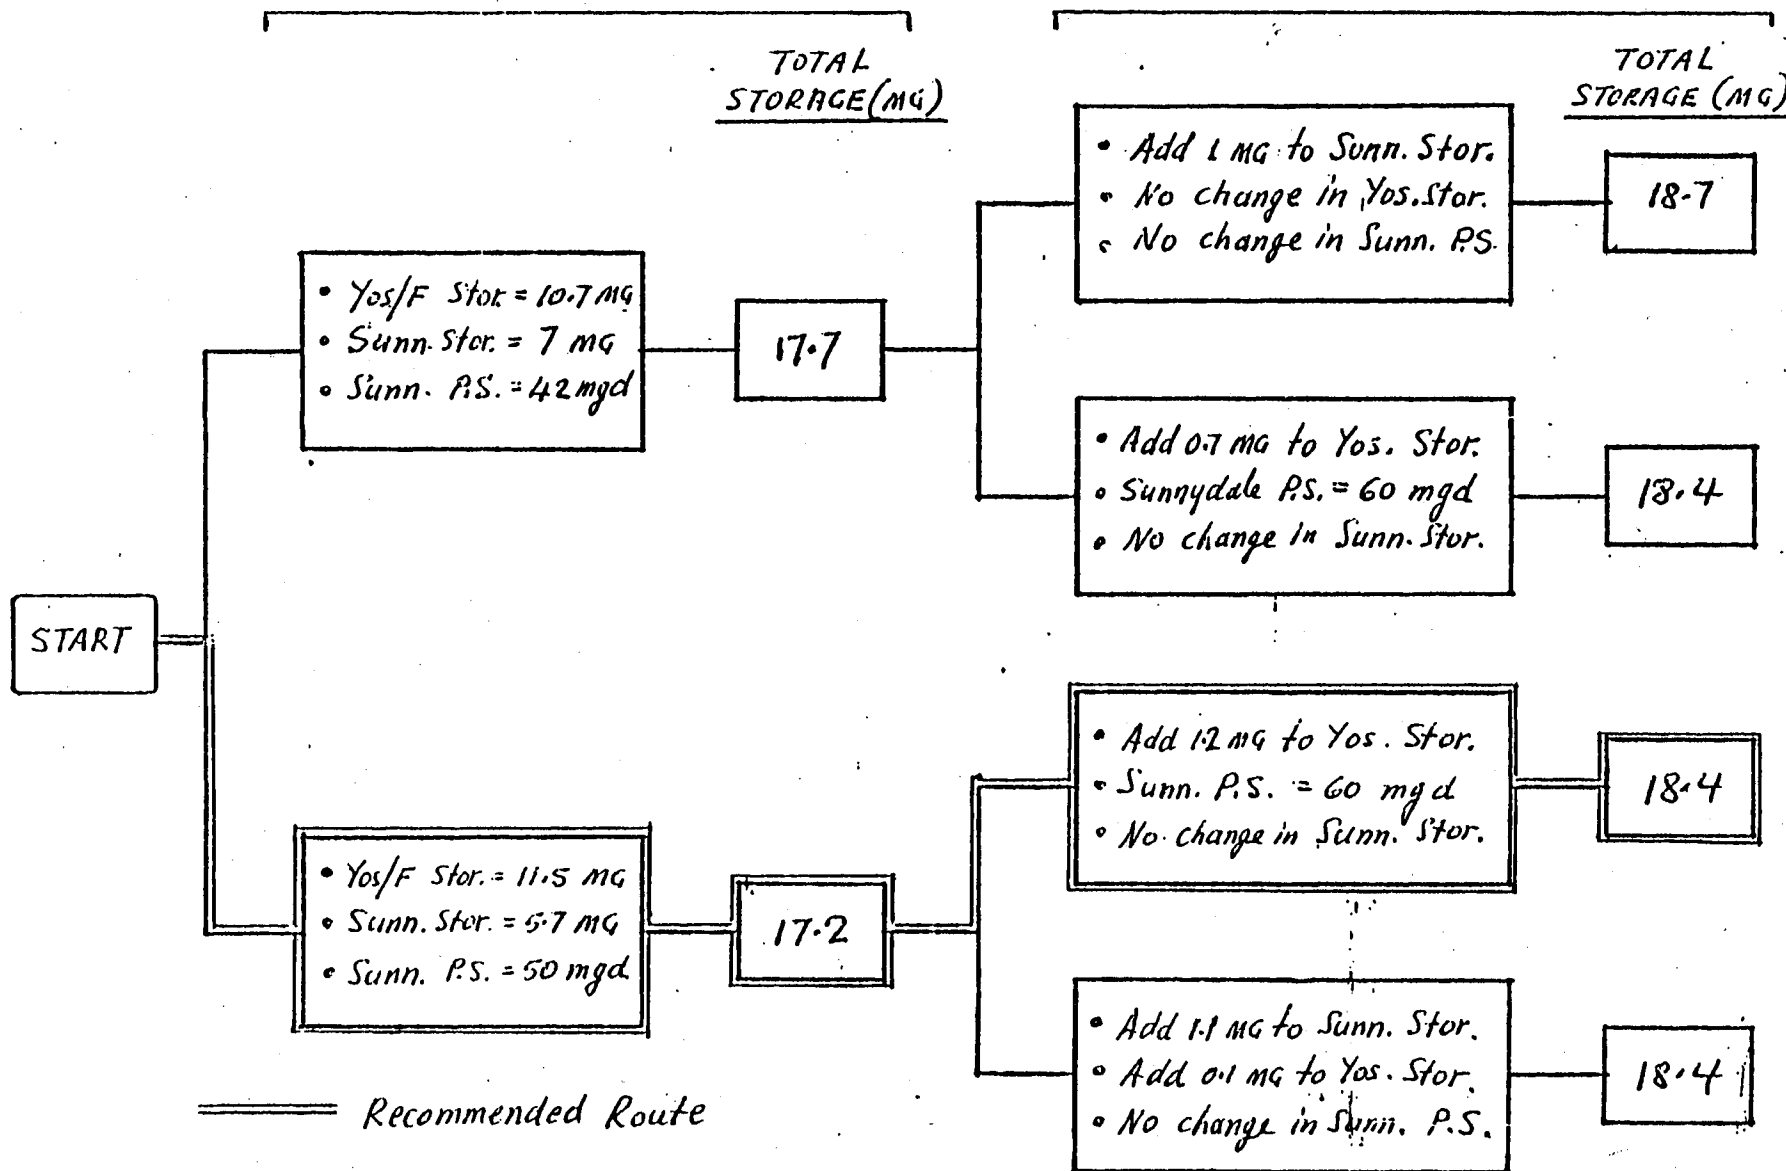 TOTAL
STORAGE (MG)
TOTAL
STORAGE (MG)
• Add 1 MG to Sunn. Stor.
• No change in Yos. Stor.
• No change in Sunn. P.S.
18.7
• Yos/F Stor. = 10.7 MG
• Sunn. Stor. = 7 MG
• Sunn. P.S. = 42 mgd
17.7
• Add 0.7 MG to Yos. Stor.
• Sunnydale P.S. = 60 mgd
• No change in Sunn. Stor.
18.4
START
• Add 1.2 MG to Yos. Stor.
• Sunn. P.S. = 60 mgd
• No change in Sunn. Stor.
18.4
• Yos/F Stor. = 11.5 MG
• Sunn. Stor. = 5.7 MG
• Sunn. P.S. = 50 mgd
17.2
• Add 1.1 MG to Sunn. Stor.
• Add 0.1 MG to Yos. Stor.
• No change in Sunn. P.S.
18.4
Recommended Route